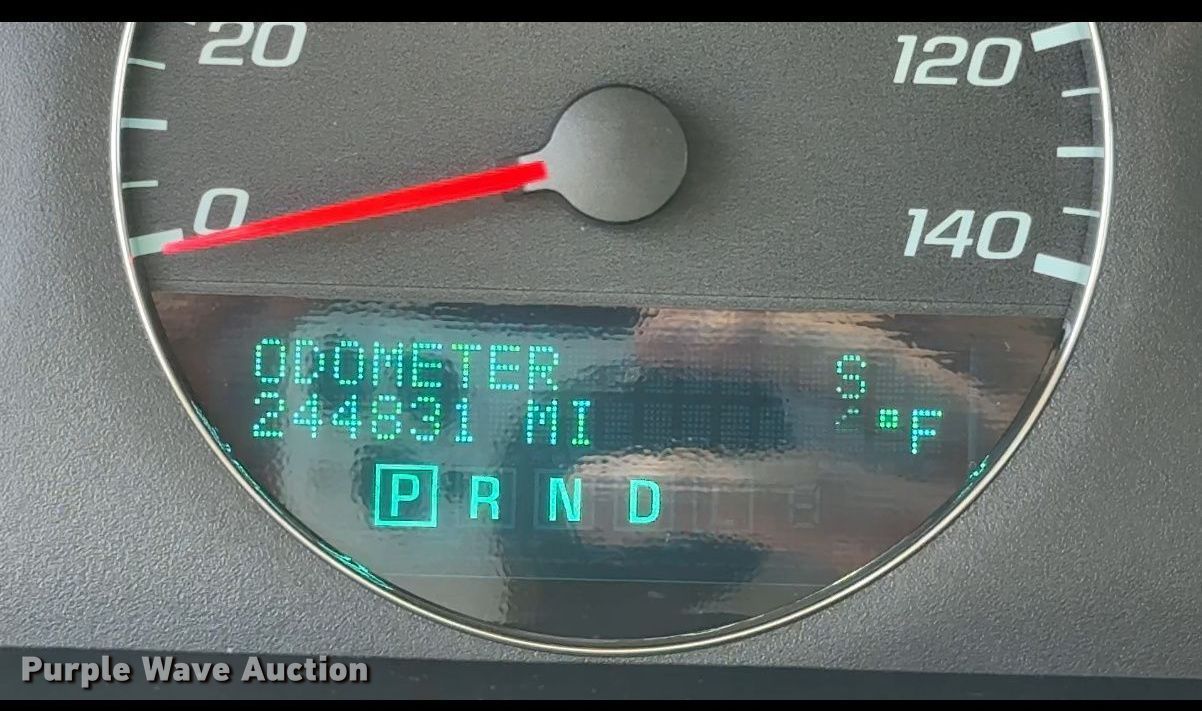 20
120
0
140
ODOMETER S
244831 MI °F
P R N D
Purple Wave Auction